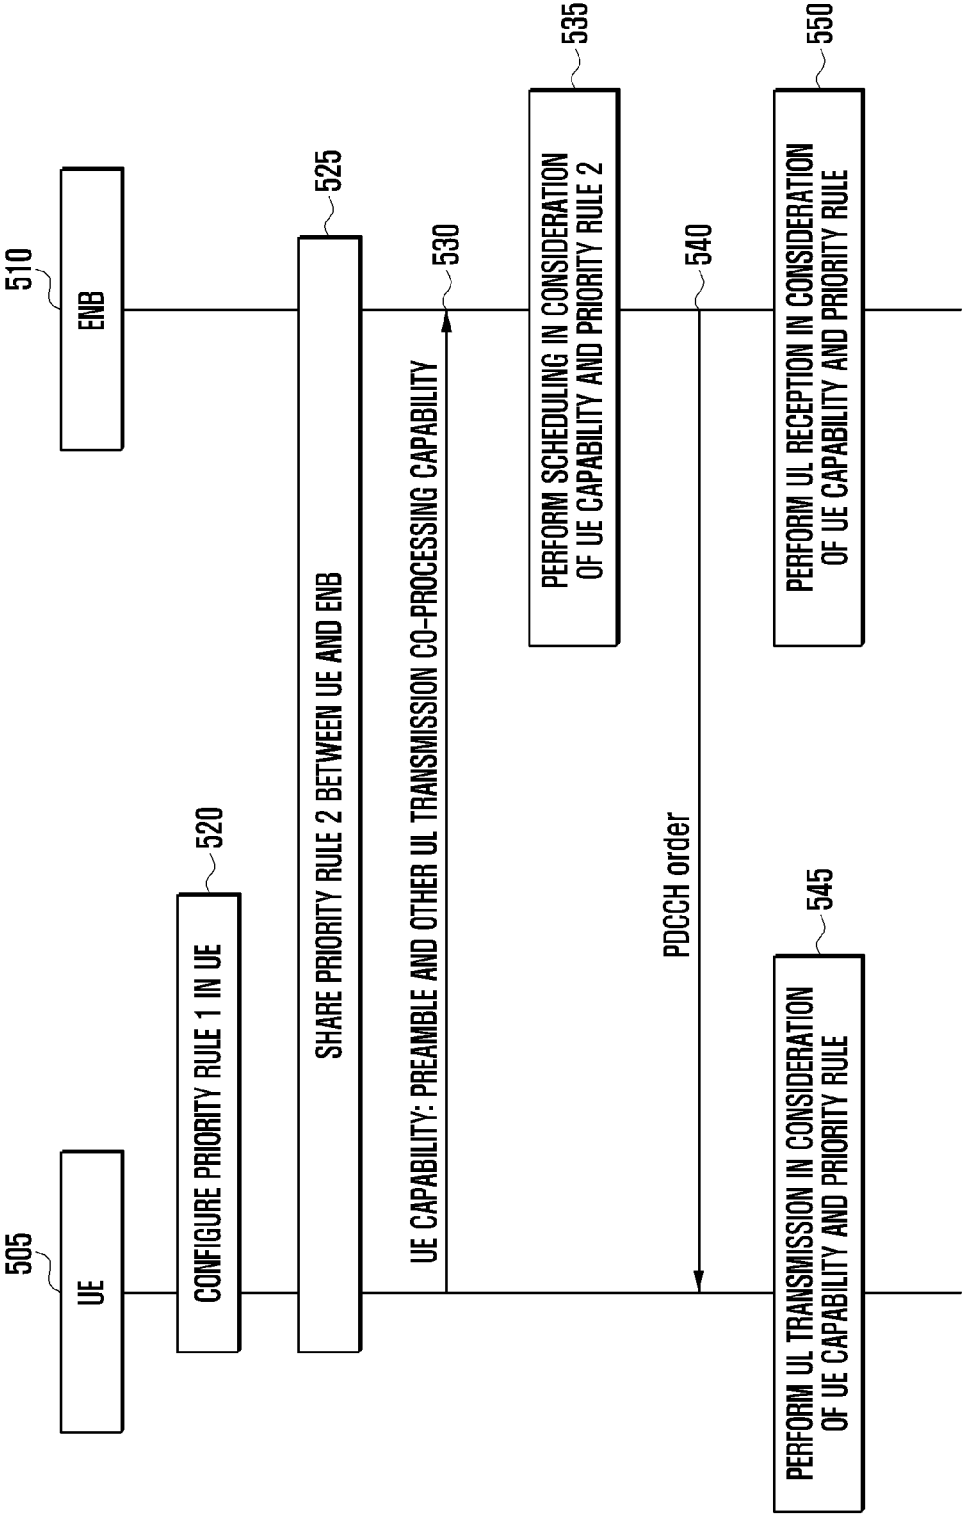 505
510
UE
ENB
520
CONFIGURE PRIORITY RULE 1 IN UE
525
SHARE PRIORITY RULE 2 BETWEEN UE AND ENB
UE CAPABILITY: PREAMBLE AND OTHER UL TRANSMISSION CO-PROCESSING CAPABILITY
530
535
PERFORM SCHEDULING IN CONSIDERATION
OF UE CAPABILITY AND PRIORITY RULE 2
PDCCH order
540
545
PERFORM UL TRANSMISSION IN CONSIDERATION
OF UE CAPABILITY AND PRIORITY RULE
550
PERFORM UL RECEPTION IN CONSIDERATION
OF UE CAPABILITY AND PRIORITY RULE